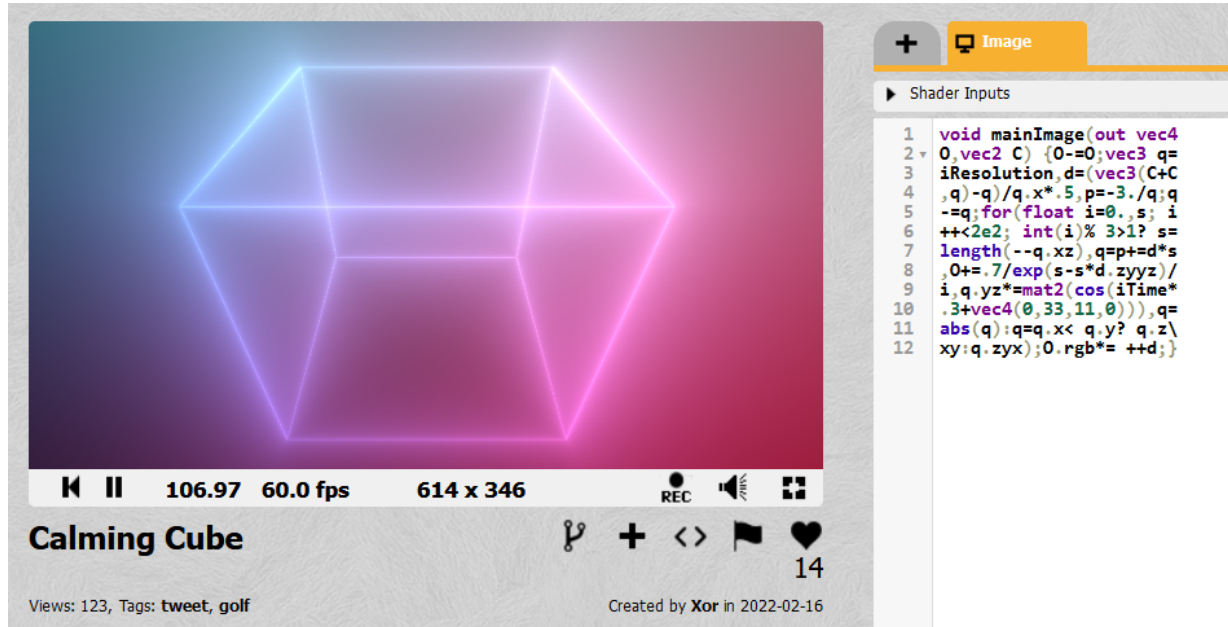 Image
Shader Inputs
1 void mainImage(out vec4
2 O,vec2 C) {O-=O;vec3 q=
3 iResolution,d=(vec3(C+C
4 ,q)-q)/q.x*.5,p=-3./q;q
5 -=q;for(float i=0.,s; i
6 ++<2e2; int(i)% 3>1? s=
7 length(--q.xz),q=p+=d*s
8 ,O+=.7/exp(s-s*d.zyyz)/
9 i,q.yz*=mat2(cos(iTime*
10 .3+vec4(0,33,11,0))),q=
11 abs(q):q=q.x< q.y? q.z\
12 xy:q.zyx);O.rgb*= ++d;}
106.97 60.0 fps 614 x 346 REC
Calming Cube
14
Views: 123, Tags: tweet, golf Created by Xor in 2022-02-16